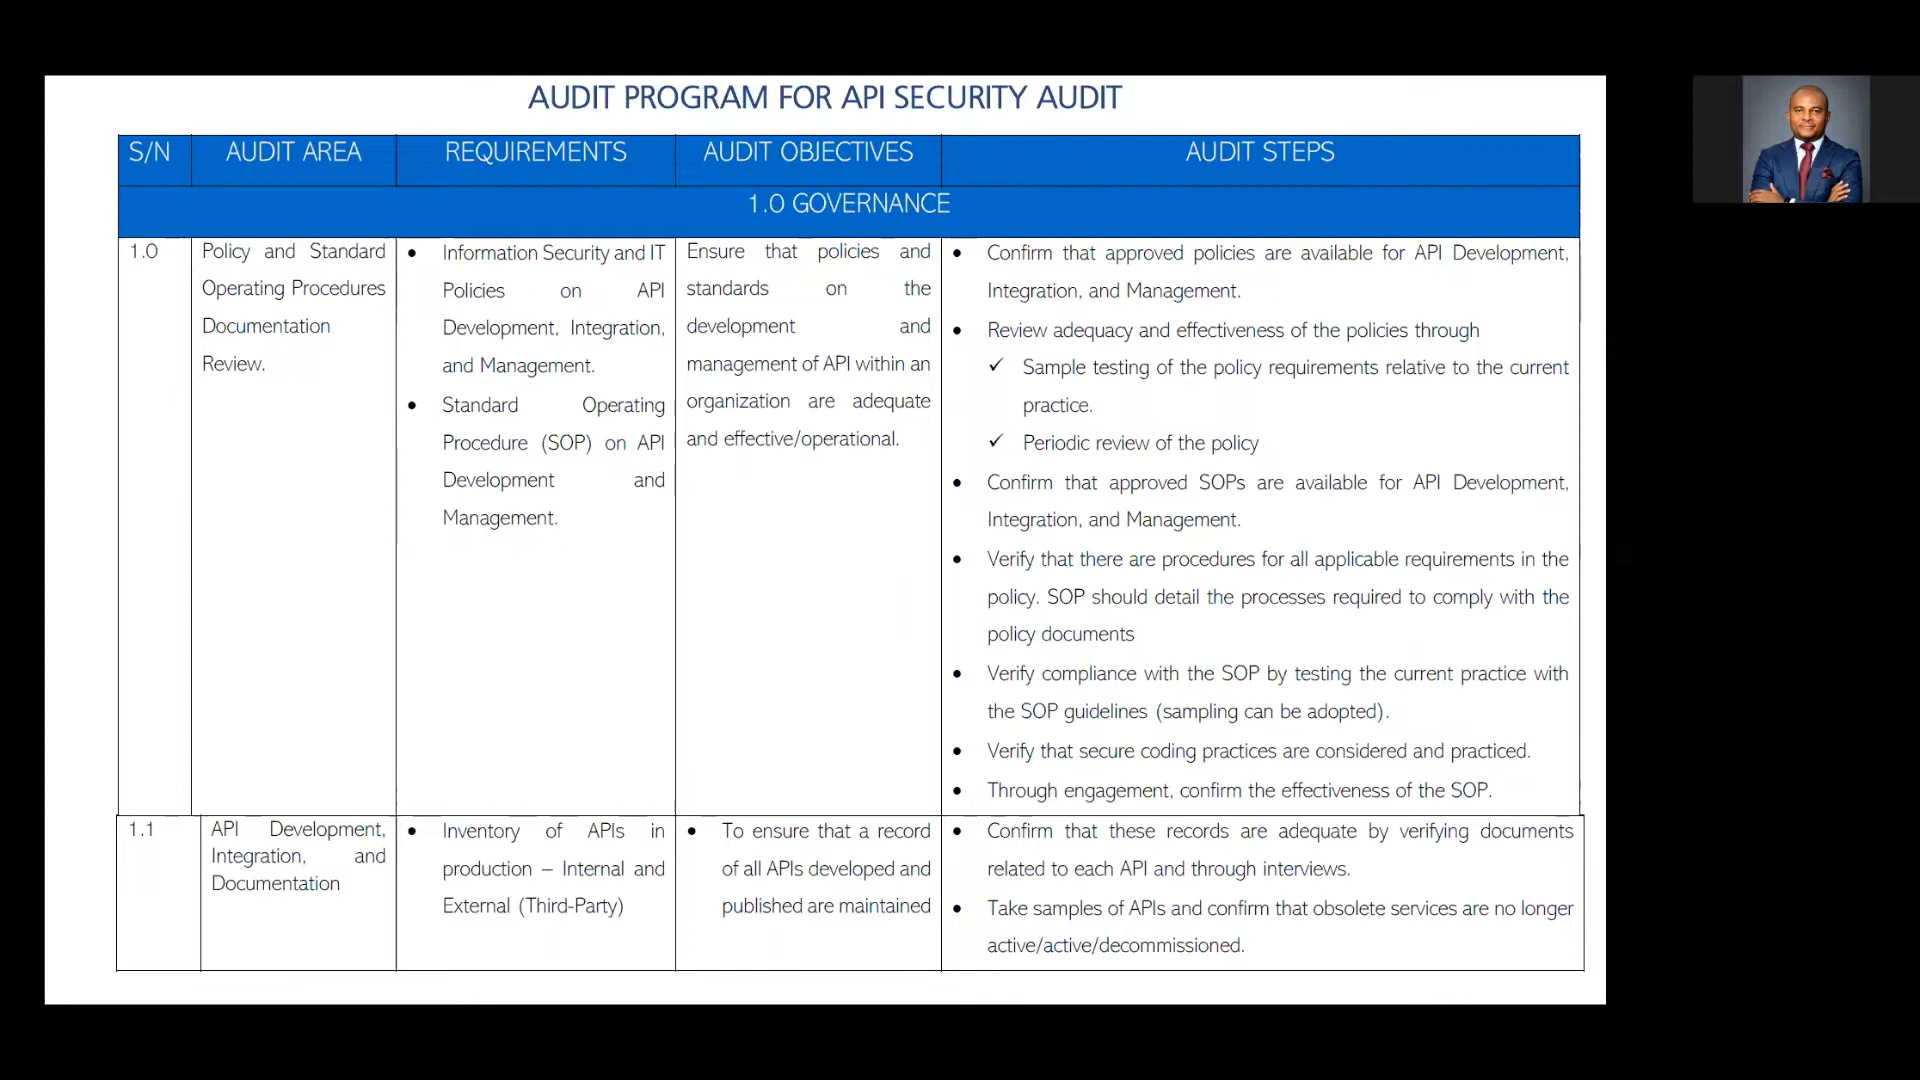 AUDIT PROGRAM FOR API SECURITY AUDIT
S/N AUDIT AREA REQUIREMENTS AUDIT OBJECTIVES AUDIT STEPS
1.0 GOVERNANCE
1.0
Policy and Standard
Operating Procedures
Documentation
Review.
• Information Security and IT
Policies on API
Development, Integration,
and Management.
• Standard Operating
Procedure (SOP) on API
Development and
Management.
Ensure that policies and
standards on the
development and
management of API within an
organization are adequate
and effective/operational.
• Confirm that approved policies are available for API Development,
Integration, and Management.
• Review adequacy and effectiveness of the policies through
✓ Sample testing of the policy requirements relative to the current
practice.
✓ Periodic review of the policy
• Confirm that approved SOPs are available for API Development,
Integration, and Management.
• Verify that there are procedures for all applicable requirements in the
policy. SOP should detail the processes required to comply with the
policy documents
• Verify compliance with the SOP by testing the current practice with
the SOP guidelines (sampling can be adopted).
• Verify that secure coding practices are considered and practiced.
• Through engagement, confirm the effectiveness of the SOP.
1.1
API Development,
Integration, and
Documentation
• Inventory of APIs in
production – Internal and
External (Third-Party)
• To ensure that a record
of all APIs developed and
published are maintained
• Confirm that these records are adequate by verifying documents
related to each API and through interviews.
• Take samples of APIs and confirm that obsolete services are no longer
active/active/decommissioned.